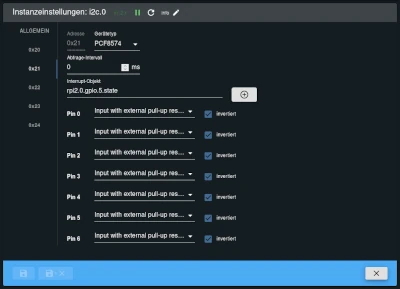 Instanzeinstellungen: i2c.0
ALLGEMEIN
0x20
0x21
0x22
0x23
0x24
Adresse
0x21
Gerätetyp
PCF8574
Abfrage-Intervall
0 ms
Interrupt-Objekt
rpi2.0.gpio.5.state
Pin 0 Input with external pull-up res... invertiert
Pin 1 Input with external pull-up res... invertiert
Pin 2 Input with external pull-up res... invertiert
Pin 3 Input with external pull-up res... invertiert
Pin 4 Input with external pull-up res... invertiert
Pin 5 Input with external pull-up res... invertiert
Pin 6 Input with external pull-up res... invertiert